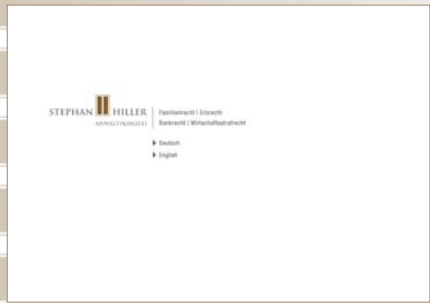 STEPHAN HILLER
ANWALTSKANZLEI
Familienrecht | Erbrecht
Bankrecht | Wirtschaftsstrafrecht
Deutsch
English